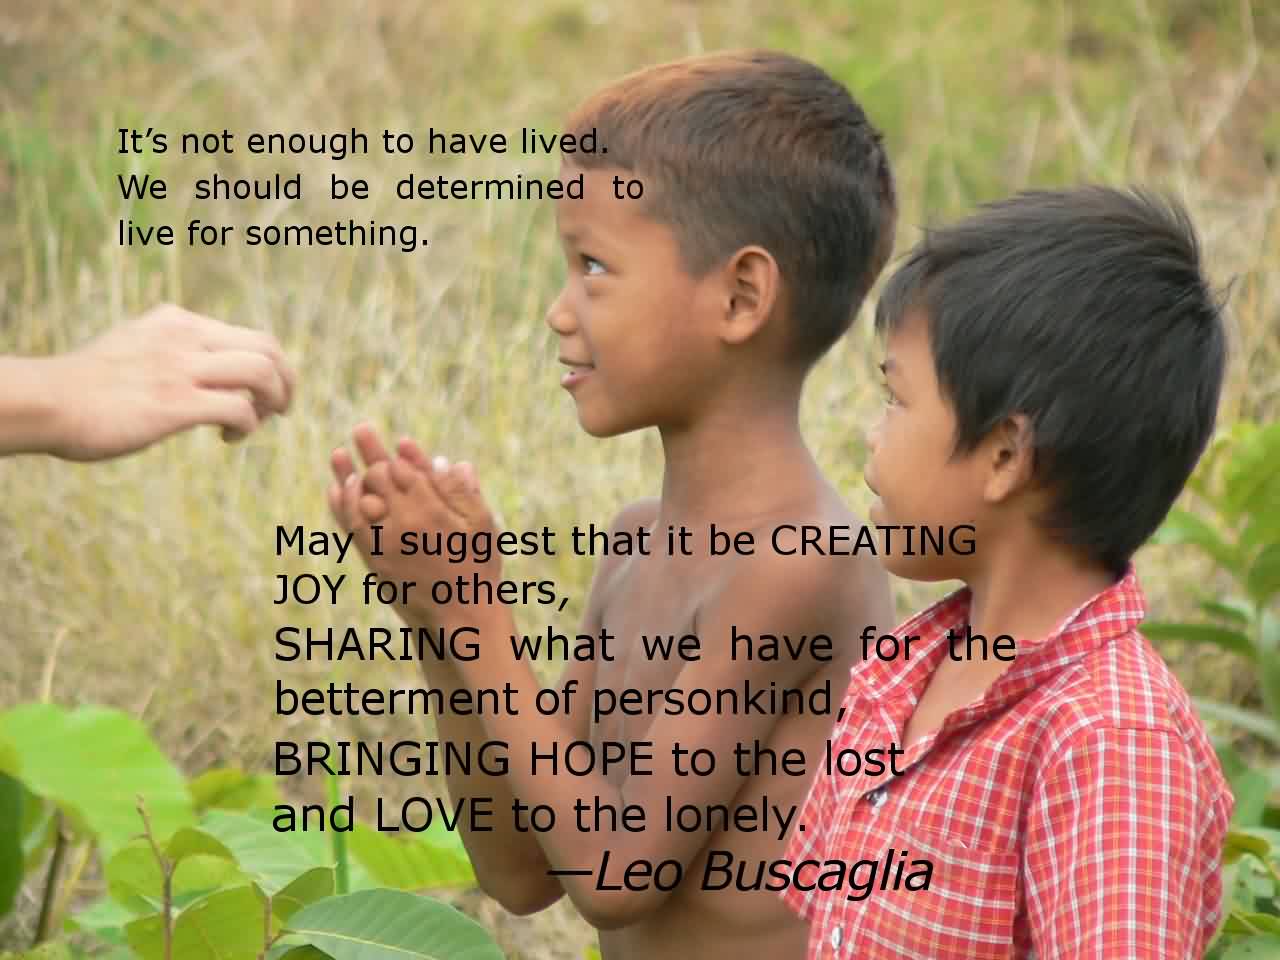 It’s not enough to have lived.
We should be determined to
live for something.
May I suggest that it be CREATING
JOY for others,
SHARING what we have for the
betterment of personkind,
BRINGING HOPE to the lost
and LOVE to the lonely.
—Leo Buscaglia